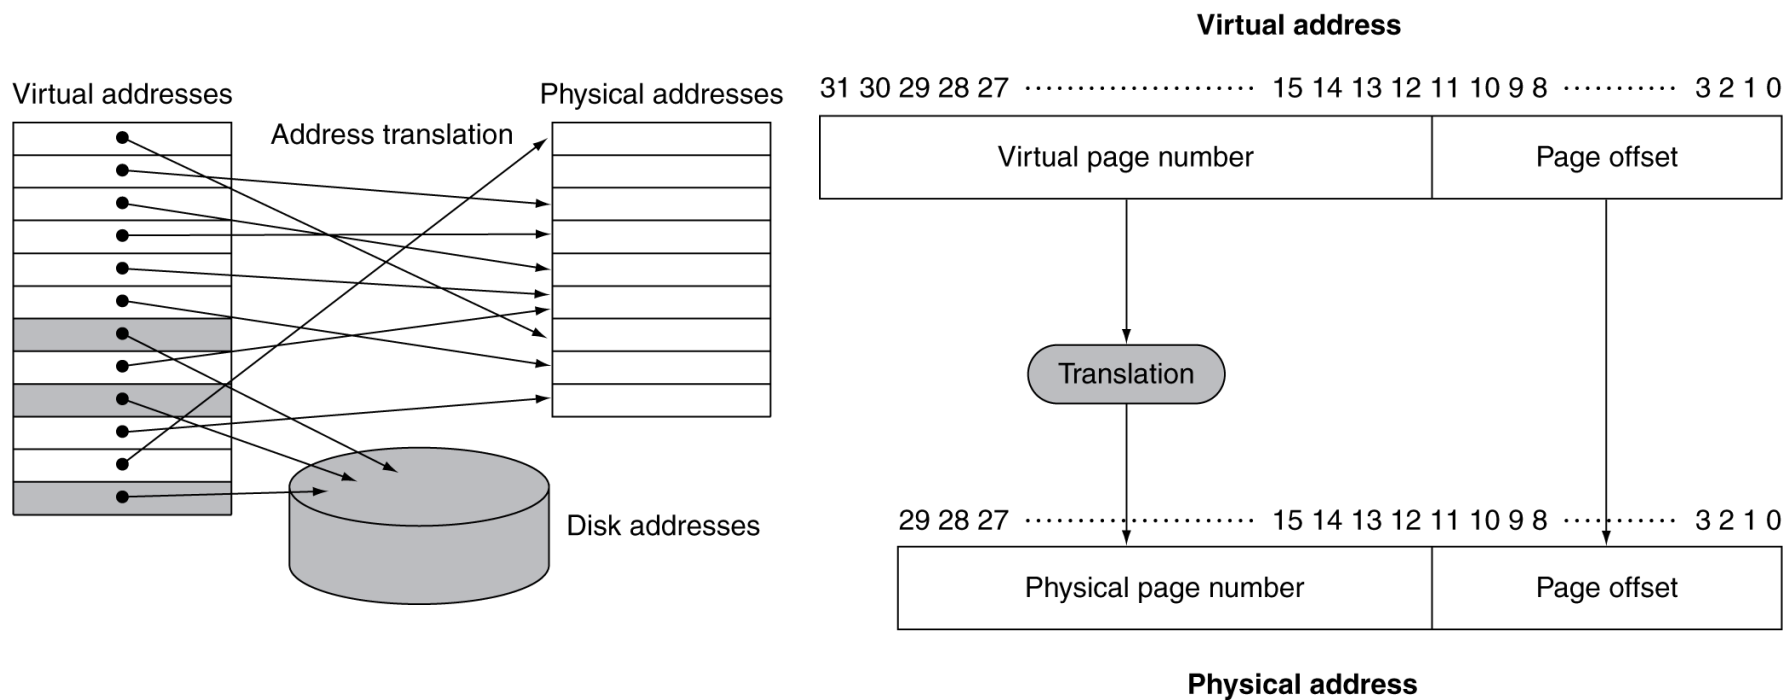 Virtual addresses
Address translation
Physical addresses
Disk addresses
Virtual address
31 30 29 28 27 ........................ 15 14 13 12 11 10 9 8 ........... 3 2 1 0
Virtual page number
Page offset
Translation
29 28 27 ........................ 15 14 13 12 11 10 9 8 ........... 3 2 1 0
Physical page number
Page offset
Physical address